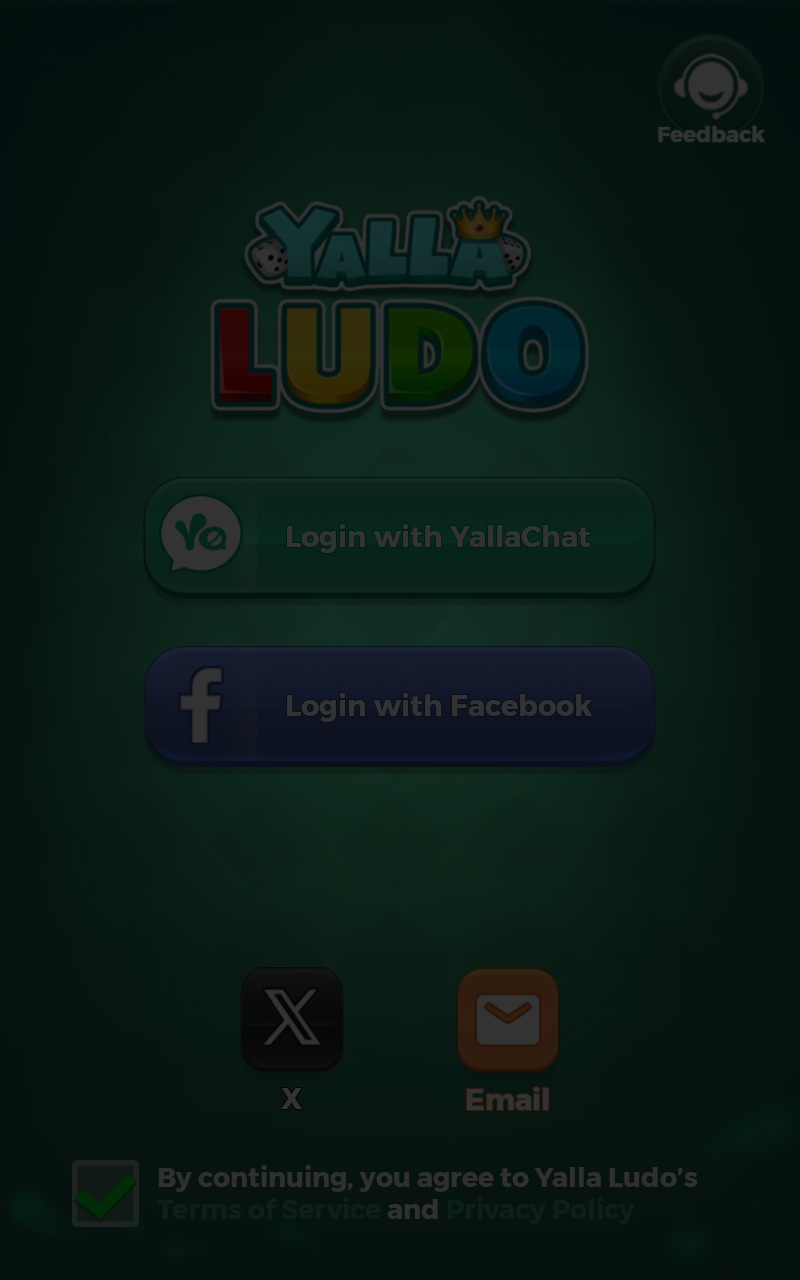 Feedback
YALLA
LUDO
Login with YallaChat
Login with Facebook
X
Email
By continuing, you agree to Yalla Ludo’s
Terms of Service and Privacy Policy